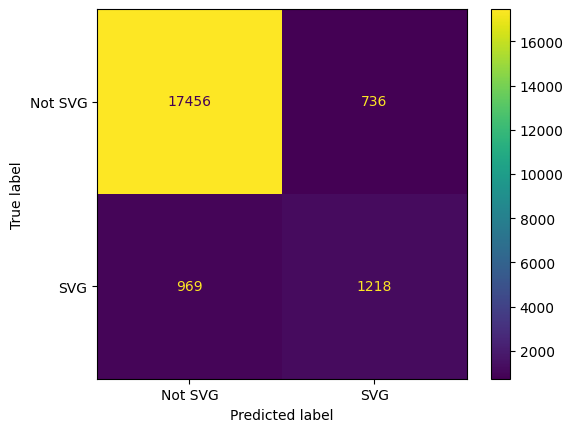 Not SVG
SVG
True label
17456
736
969
1218
Not SVG
SVG
Predicted label
16000
14000
12000
10000
8000
6000
4000
2000